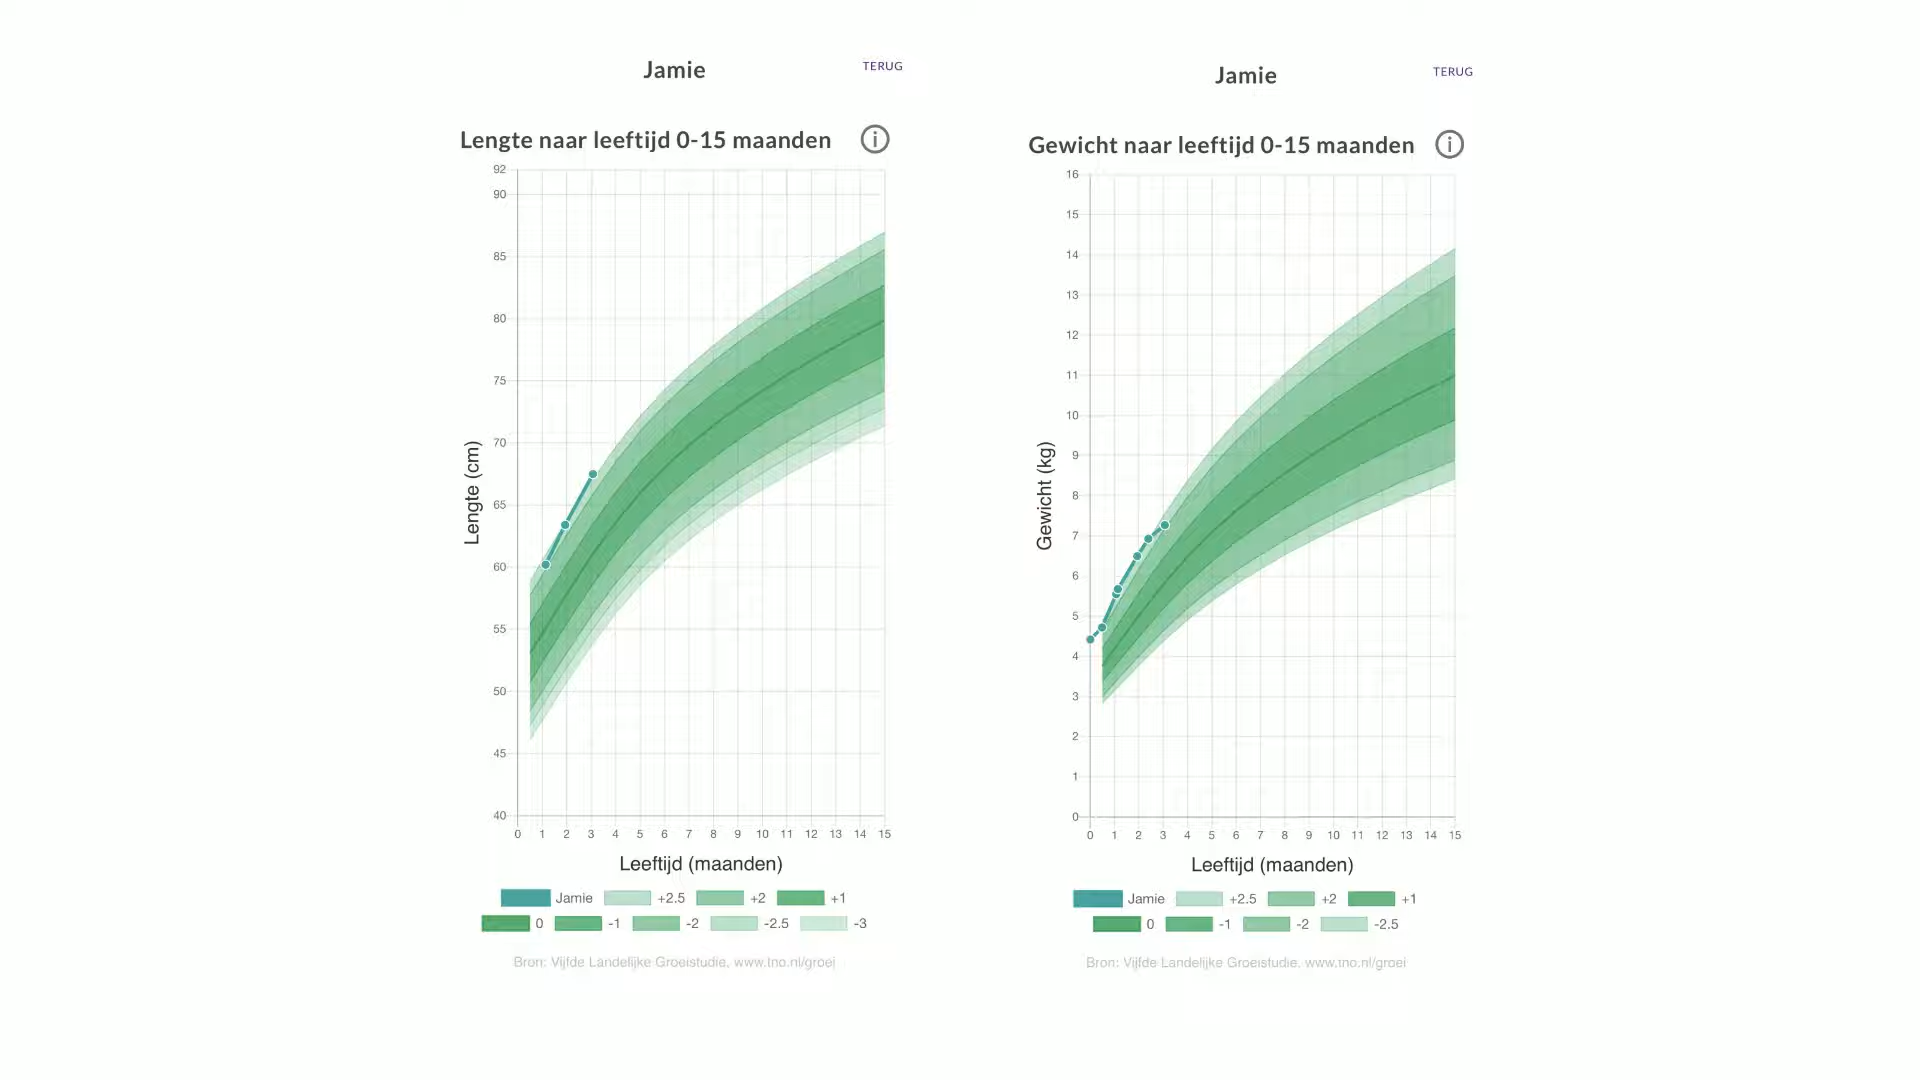 Jamie
TERUG
Lengte naar leeftijd 0-15 maanden
i
92
90
85
80
75
70
65
60
55
50
45
40
Lengte (cm)
0 1 2 3 4 5 6 7 8 9 10 11 12 13 14 15
Leeftijd (maanden)
Jamie +2.5 +2 +1
0 -1 -2 -2.5 -3
Bron: Vijfde Landelijke Groeistudie, www.tno.nl/groei
Jamie
TERUG
Gewicht naar leeftijd 0-15 maanden
i
16
15
14
13
12
11
10
9
8
7
6
5
4
3
2
1
0
Gewicht (kg)
0 1 2 3 4 5 6 7 8 9 10 11 12 13 14 15
Leeftijd (maanden)
Jamie +2.5 +2 +1
0 -1 -2 -2.5
Bron: Vijfde Landelijke Groeistudie, www.tno.nl/groei